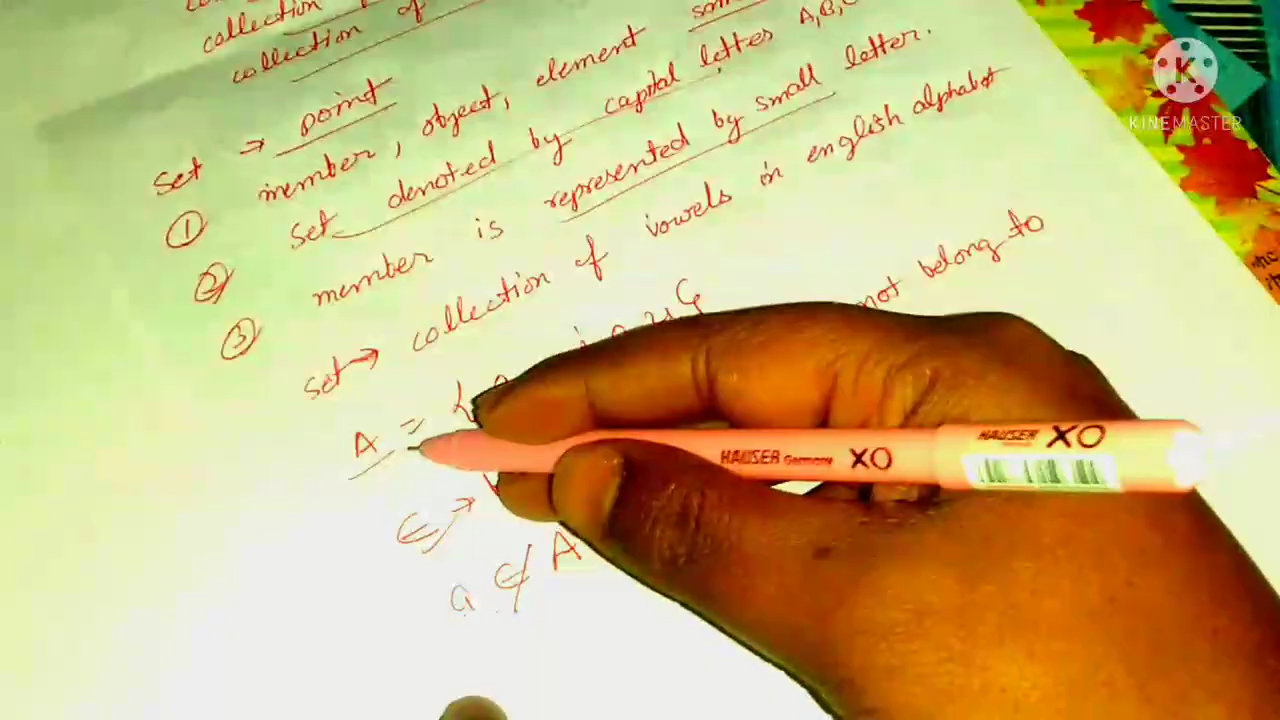 collection
collection of
Set → point
① member, object, element
② Set denoted by capital letters A,B,C
③ member is represented by small letter.
Set → collection of vowels in english alphabet
A = {
not belong to
∈ →
a ∉ A
HAUSER Germany XO
HAUSER XO
K
KINEMASTER